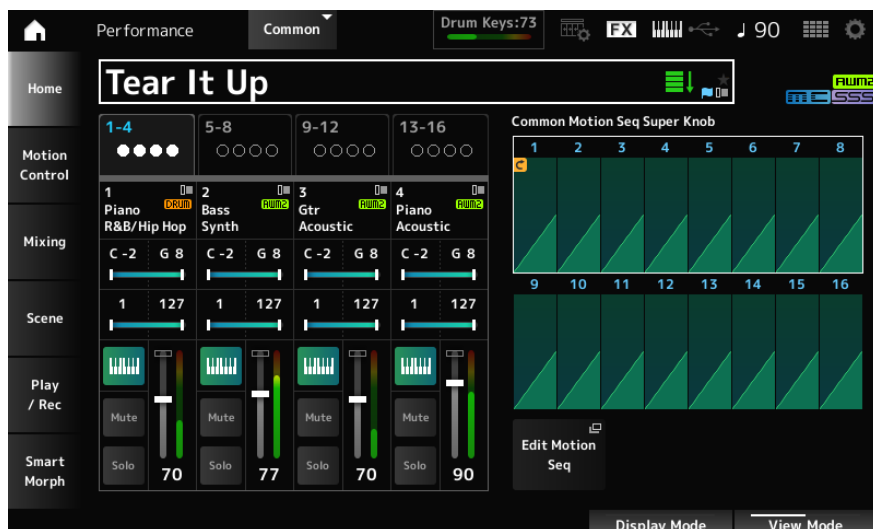 Performance
Common
Drum Keys:73
FX
♩ 90
Home
Tear It Up
AWM2
MC SSS
1-4
5-8
9-12
13-16
Common Motion Seq Super Knob
1 2 3 4 5 6 7 8
Motion
Control
1
DRUM
Piano
R&B/Hip Hop
2
AWM2
Bass
Synth
3
AWM2
Gtr
Acoustic
4
AWM2
Piano
Acoustic
Mixing
C -2 G 8 C -2 G 8 C -2 G 8 C -2 G 8
9 10 11 12 13 14 15 16
Scene
1 127 1 127 1 127 1 127
Play
/ Rec
Mute Mute Mute Mute
Edit Motion
Seq
Smart
Morph
Solo Solo Solo Solo
70 77 70 90
Display Mode
View Mode